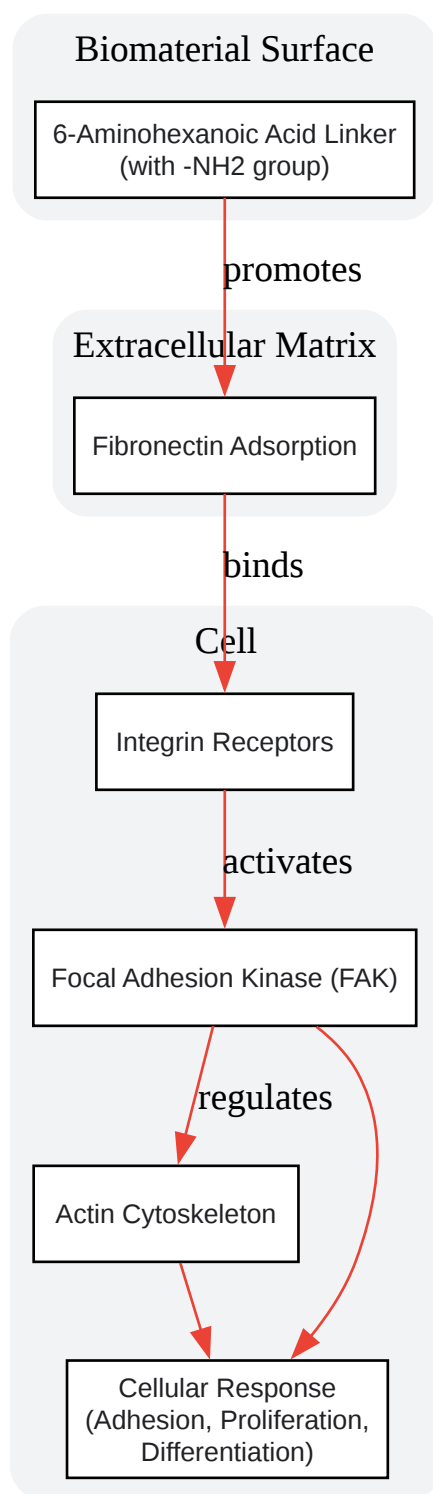 Biomaterial Surface
6-Aminohexanoic Acid Linker
(with -NH2 group)
promotes
Extracellular Matrix
Fibronectin Adsorption
binds
Cell
Integrin Receptors
activates
Focal Adhesion Kinase (FAK)
regulates
Actin Cytoskeleton
Cellular Response
(Adhesion, Proliferation,
Differentiation)